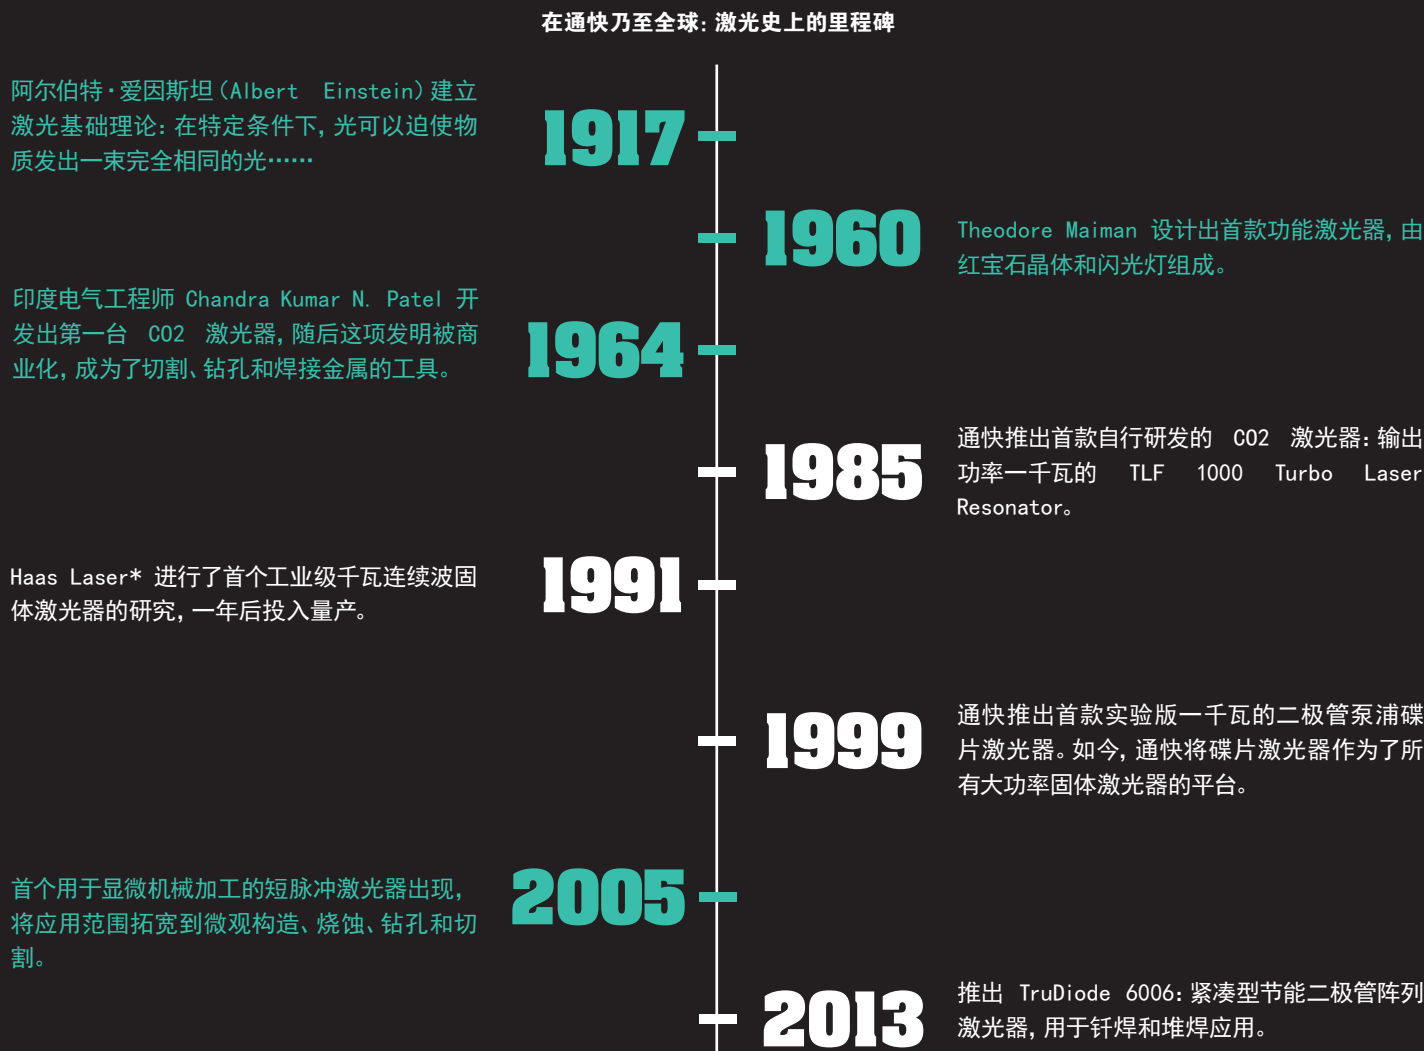 在通快乃至全球：激光史上的里程碑
阿尔伯特·爱因斯坦（Albert Einstein）建立
激光基础理论：在特定条件下，光可以迫使物
质发出一束完全相同的光……
1917
1960
Theodore Maiman 设计出首款功能激光器，由
红宝石晶体和闪光灯组成。
印度电气工程师 Chandra Kumar N. Patel 开
发出第一台 CO2 激光器，随后这项发明被商
业化，成为了切割、钻孔和焊接金属的工具。
1964
1985
通快推出首款自行研发的 CO2 激光器：输出
功率一千瓦的 TLF 1000 Turbo Laser
Resonator。
Haas Laser* 进行了首个工业级千瓦连续波固
体激光器的研究，一年后投入量产。
1991
1999
通快推出首款实验版一千瓦的二极管泵浦碟
片激光器。如今，通快将碟片激光器作为了所
有大功率固体激光器的平台。
首个用于显微机械加工的短脉冲激光器出现，
将应用范围拓宽到微观构造、烧蚀、钻孔和切
割。
2005
2013
推出 TruDiode 6006：紧凑型节能二极管阵列
激光器，用于钎焊和堆焊应用。